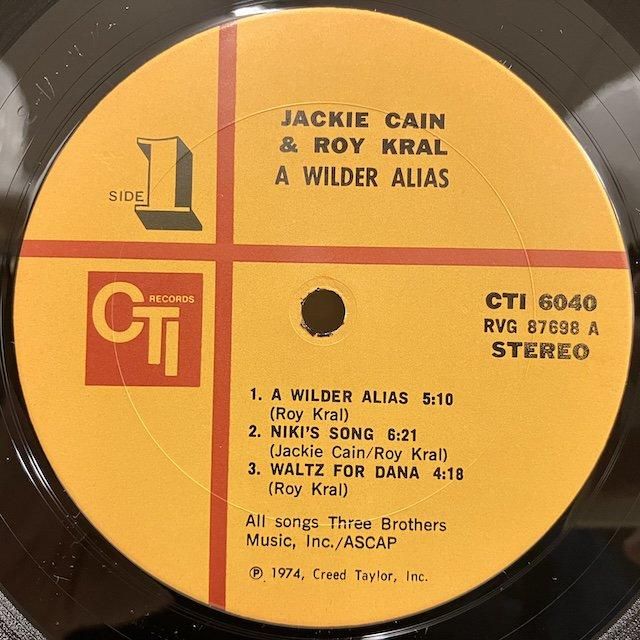 JACKIE CAIN
& ROY KRAL
A WILDER ALIAS
SIDE 1
CTI RECORDS
CTI 6040
RVG 87698 A
STEREO
1. A WILDER ALIAS 5:10
(Roy Kral)
2. NIKI'S SONG 6:21
(Jackie Cain/Roy Kral)
3. WALTZ FOR DANA 4:18
(Roy Kral)
All songs Three Brothers
Music, Inc./ASCAP
℗ 1974, Creed Taylor, Inc.